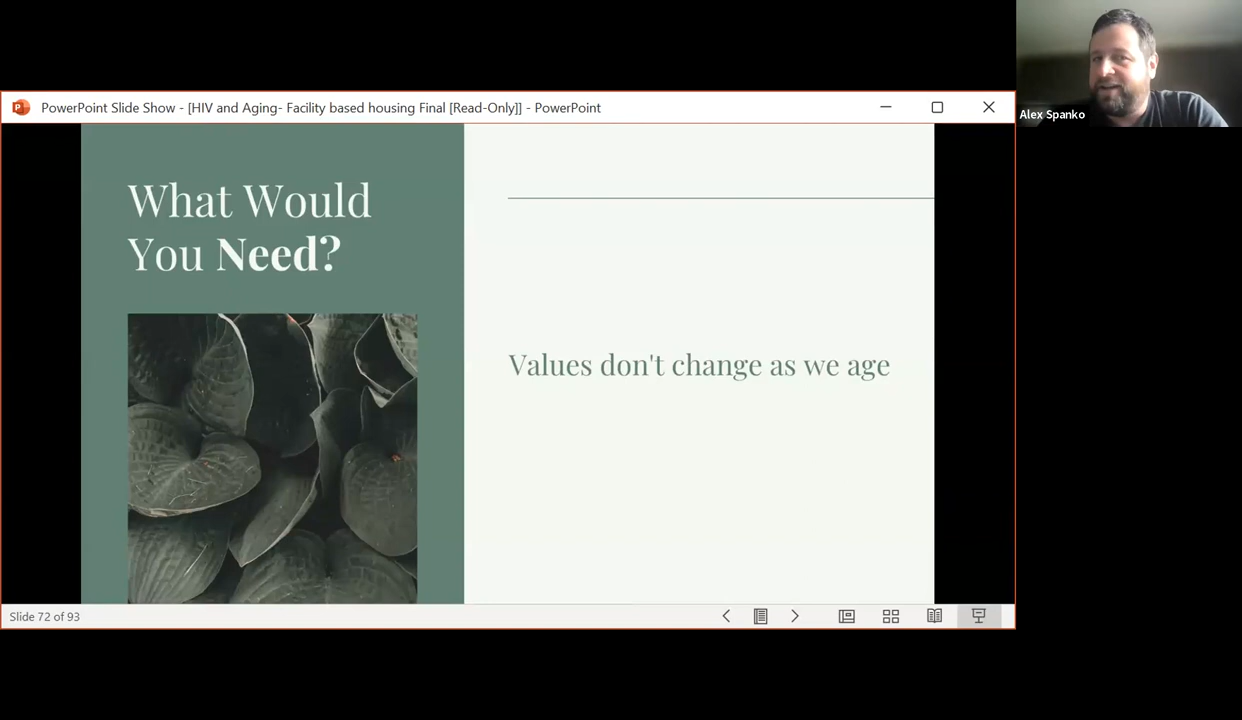 PowerPoint Slide Show - [HIV and Aging- Facility based housing Final [Read-Only]] - PowerPoint
Alex Spanko
What Would
You Need?
Values don't change as we age
Slide 72 of 93